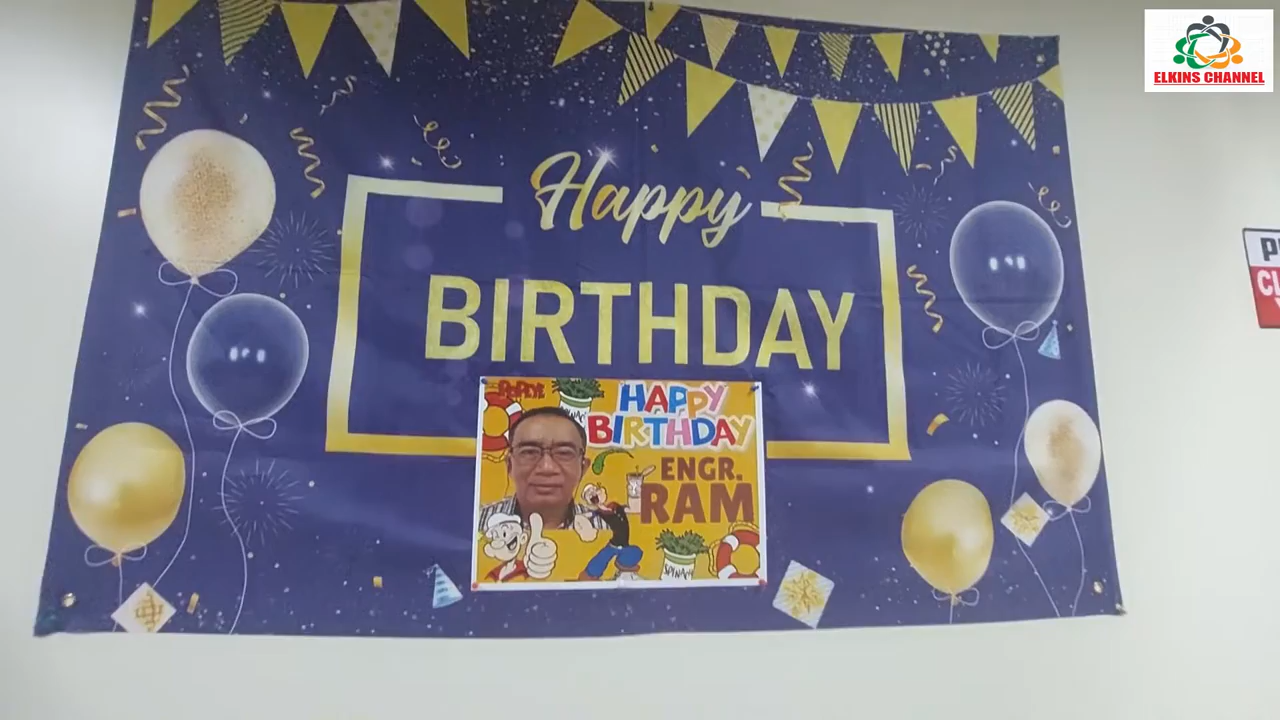 ELKINS CHANNEL
Happy
BIRTHDAY
HAPPY
BIRTHDAY
ENGR.
RAM